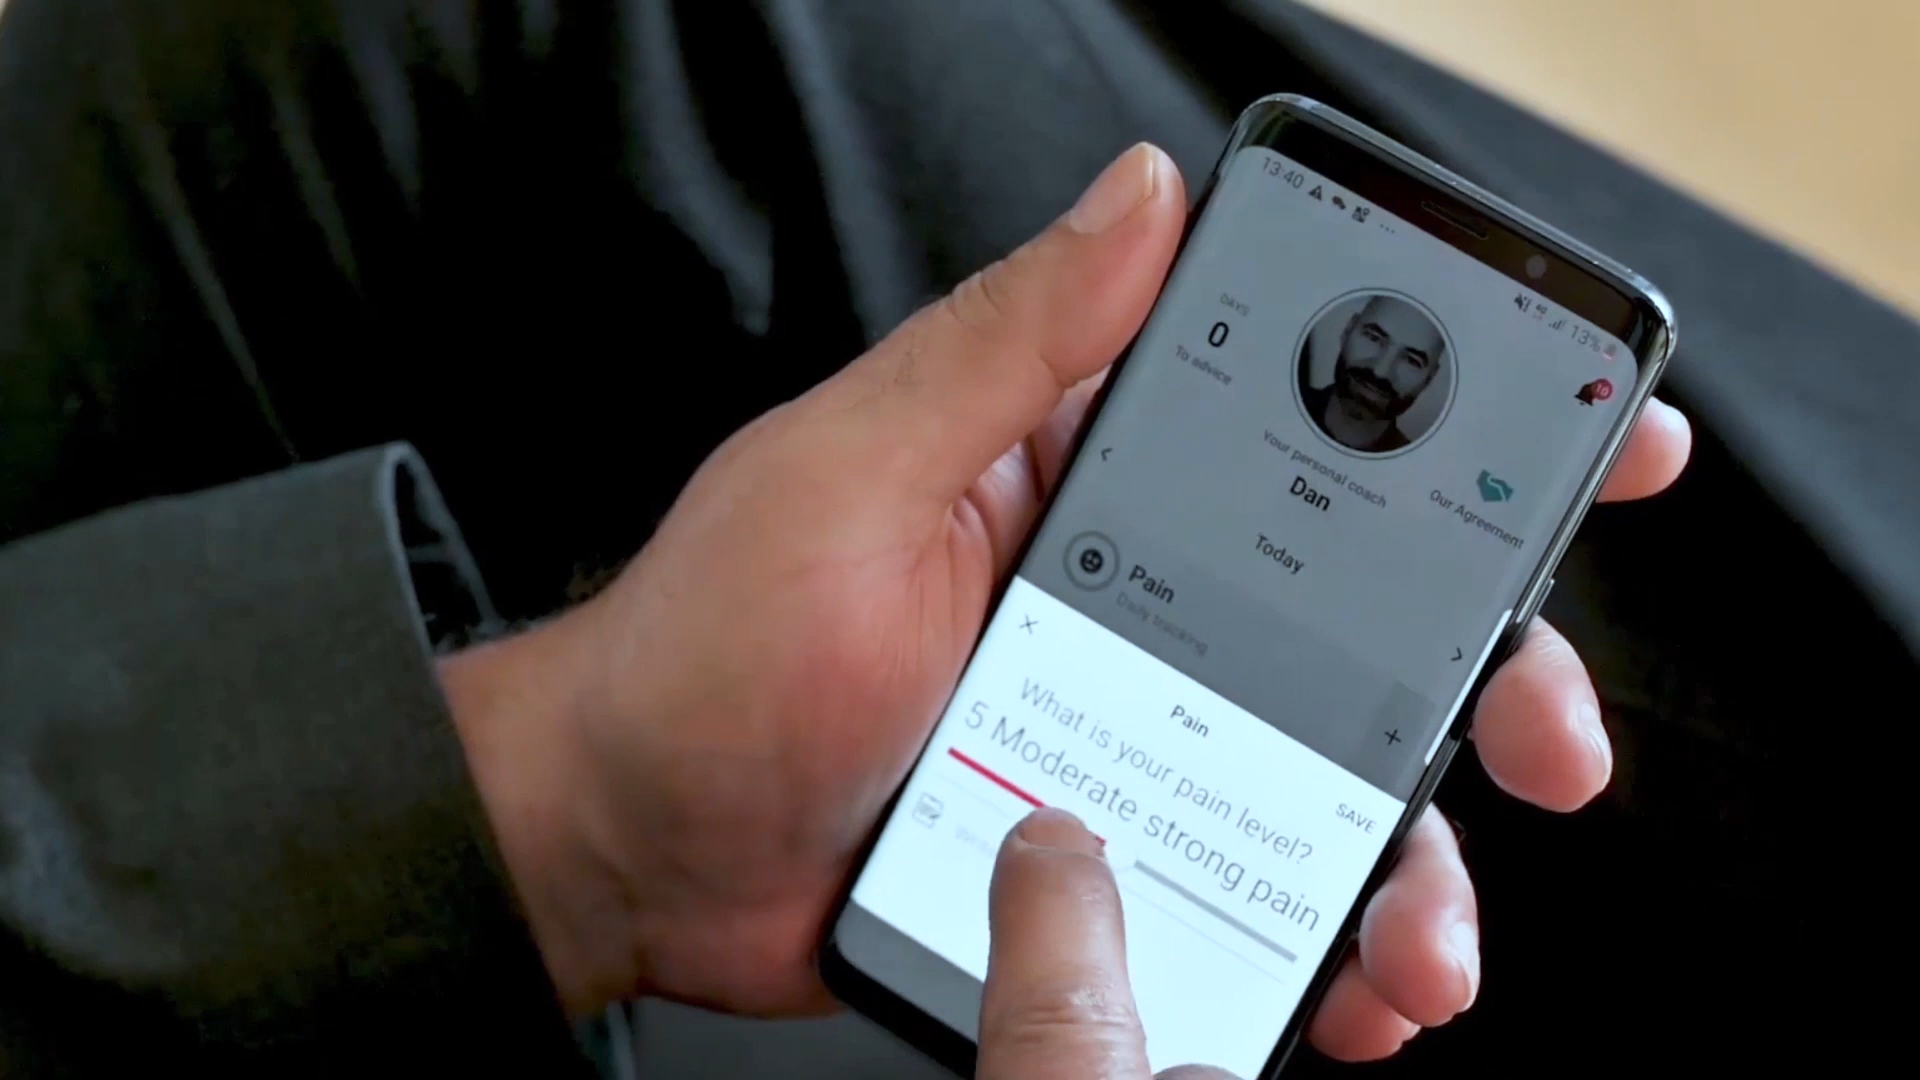 13:40
13%
DAYS
0
To advice
10
Your personal coach
Dan
Our Agreement
Today
Pain
Daily tracking
Pain
SAVE
What is your pain level?
5 Moderate strong pain